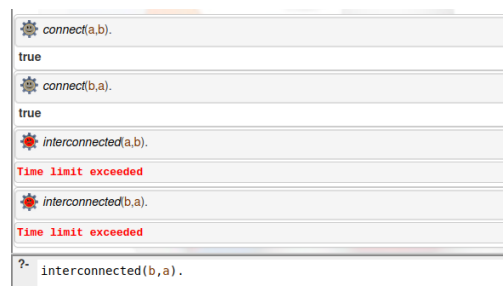 connect(a,b).
true
connect(b,a).
true
interconnected(a,b).
Time limit exceeded
interconnected(b,a).
Time limit exceeded
?- interconnected(b,a).